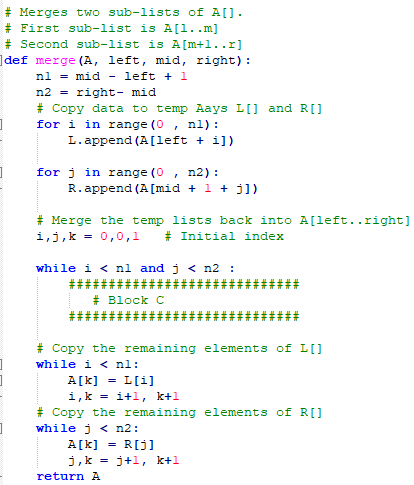 # Merges two sub-lists of A[].
# First sub-list is A[l..m]
# Second sub-list is A[m+1..r]
def merge(A, left, mid, right):
n1 = mid - left + 1
n2 = right- mid
# Copy data to temp Aays L[] and R[]
for i in range(0 , n1):
L.append(A[left + i])
for j in range(0 , n2):
R.append(A[mid + 1 + j])
# Merge the temp lists back into A[left..right]
i,j,k = 0,0,1   # Initial index
while i < n1 and j < n2 :
#############################
# Block C
#############################
# Copy the remaining elements of L[]
while i < n1:
A[k] = L[i]
i,k = i+1, k+1
# Copy the remaining elements of R[]
while j < n2:
A[k] = R[j]
j,k = j+1, k+1
return A